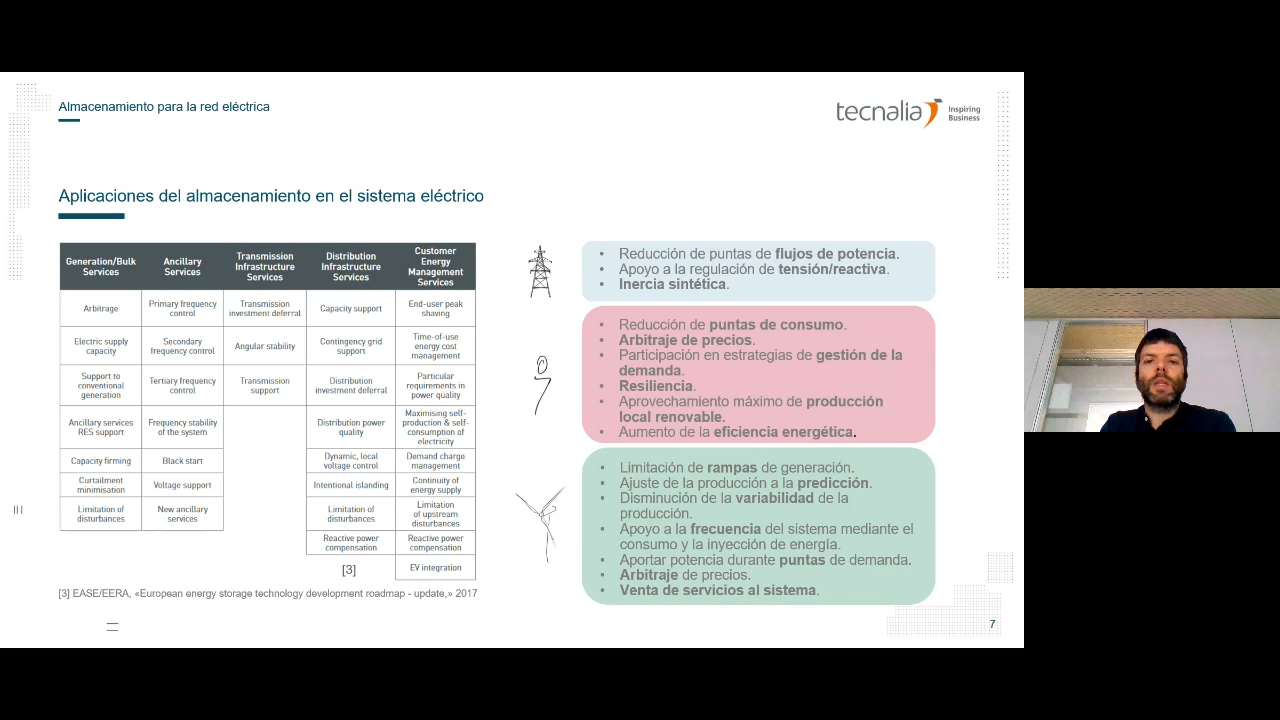 Almacenamiento para la red eléctrica
tecnalia
Inspiring
Business
Aplicaciones del almacenamiento en el sistema eléctrico
Generation/Bulk
Services
Ancillary
Services
Transmission
Infrastructure
Services
Distribution
Infrastructure
Services
Customer
Energy
Management
Services
Arbitrage
Primary frequency
control
Transmission
investment deferral
Capacity support
End-user peak
shaving
Electric supply
capacity
Secondary
frequency control
Angular stability
Contingency grid
support
Time-of-use
energy cost
management
Support to
conventional
generation
Tertiary frequency
control
Transmission
support
Distribution
investment deferral
Particular
requirements in
power quality
Ancillary services
RES support
Frequency stability
of the system
Distribution power
quality
Maximising self-
production & self-
consumption of
electricity
Capacity firming
Black start
Dynamic, local
voltage control
Demand charge
management
Curtailment
minimisation
Voltage support
Intentional islanding
Continuity of
energy supply
Limitation of
disturbances
New ancillary
services
Limitation of
disturbances
Limitation
of upstream
disturbances
Reactive power
compensation
Reactive power
compensation
EV integration
[3]
[3] EASE/EERA, «European energy storage technology development roadmap - update,» 2017
• Reducción de puntas de flujos de potencia.
• Apoyo a la regulación de tensión/reactiva.
• Inercia sintética.
• Reducción de puntas de consumo.
• Arbitraje de precios.
• Participación en estrategias de gestión de la
demanda.
• Resiliencia.
• Aprovechamiento máximo de producción
local renovable.
• Aumento de la eficiencia energética.
• Limitación de rampas de generación.
• Ajuste de la producción a la predicción.
• Disminución de la variabilidad de la
producción.
• Apoyo a la frecuencia del sistema mediante el
consumo y la inyección de energía.
• Aportar potencia durante puntas de demanda.
• Arbitraje de precios.
• Venta de servicios al sistema.
7